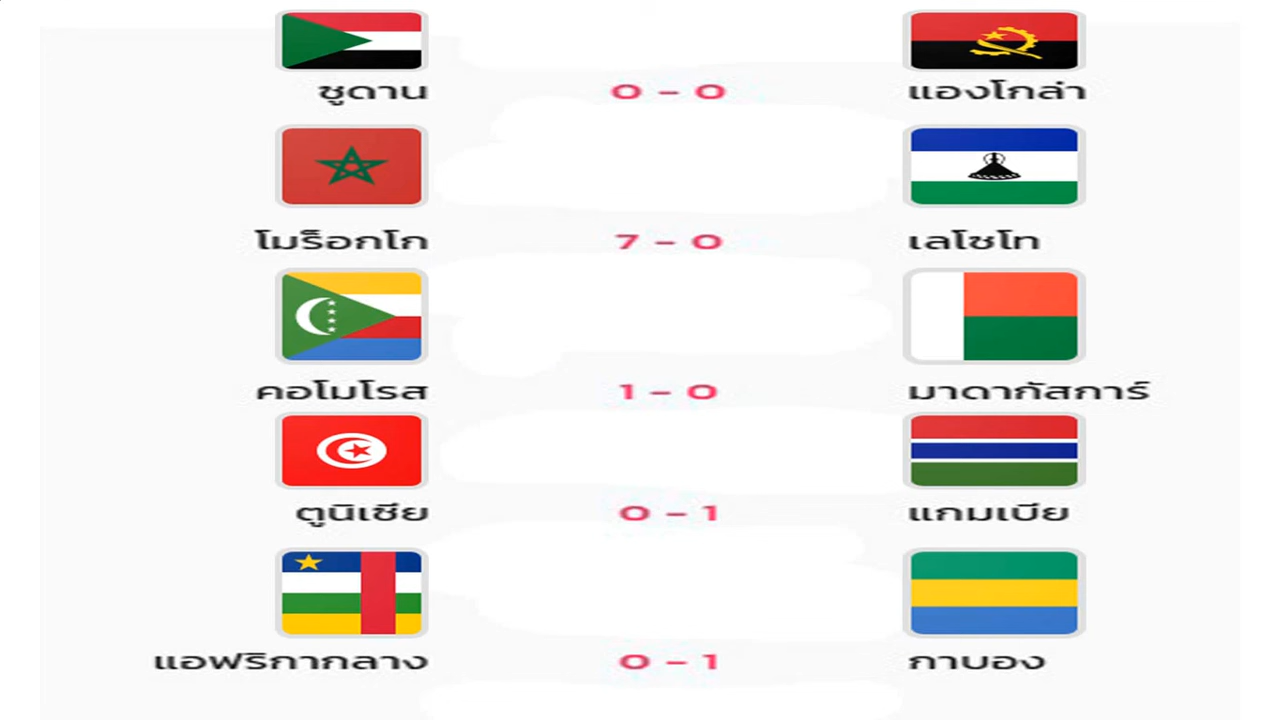 ซูดาน 0 - 0 แองโกล่า
โมร็อกโก 7 - 0 เลโซโท
คอโมโรส 1 - 0 มาดากัสการ์
ตูนิเซีย 0 - 1 แกมเบีย
แอฟริกากลาง 0 - 1 กาบอง